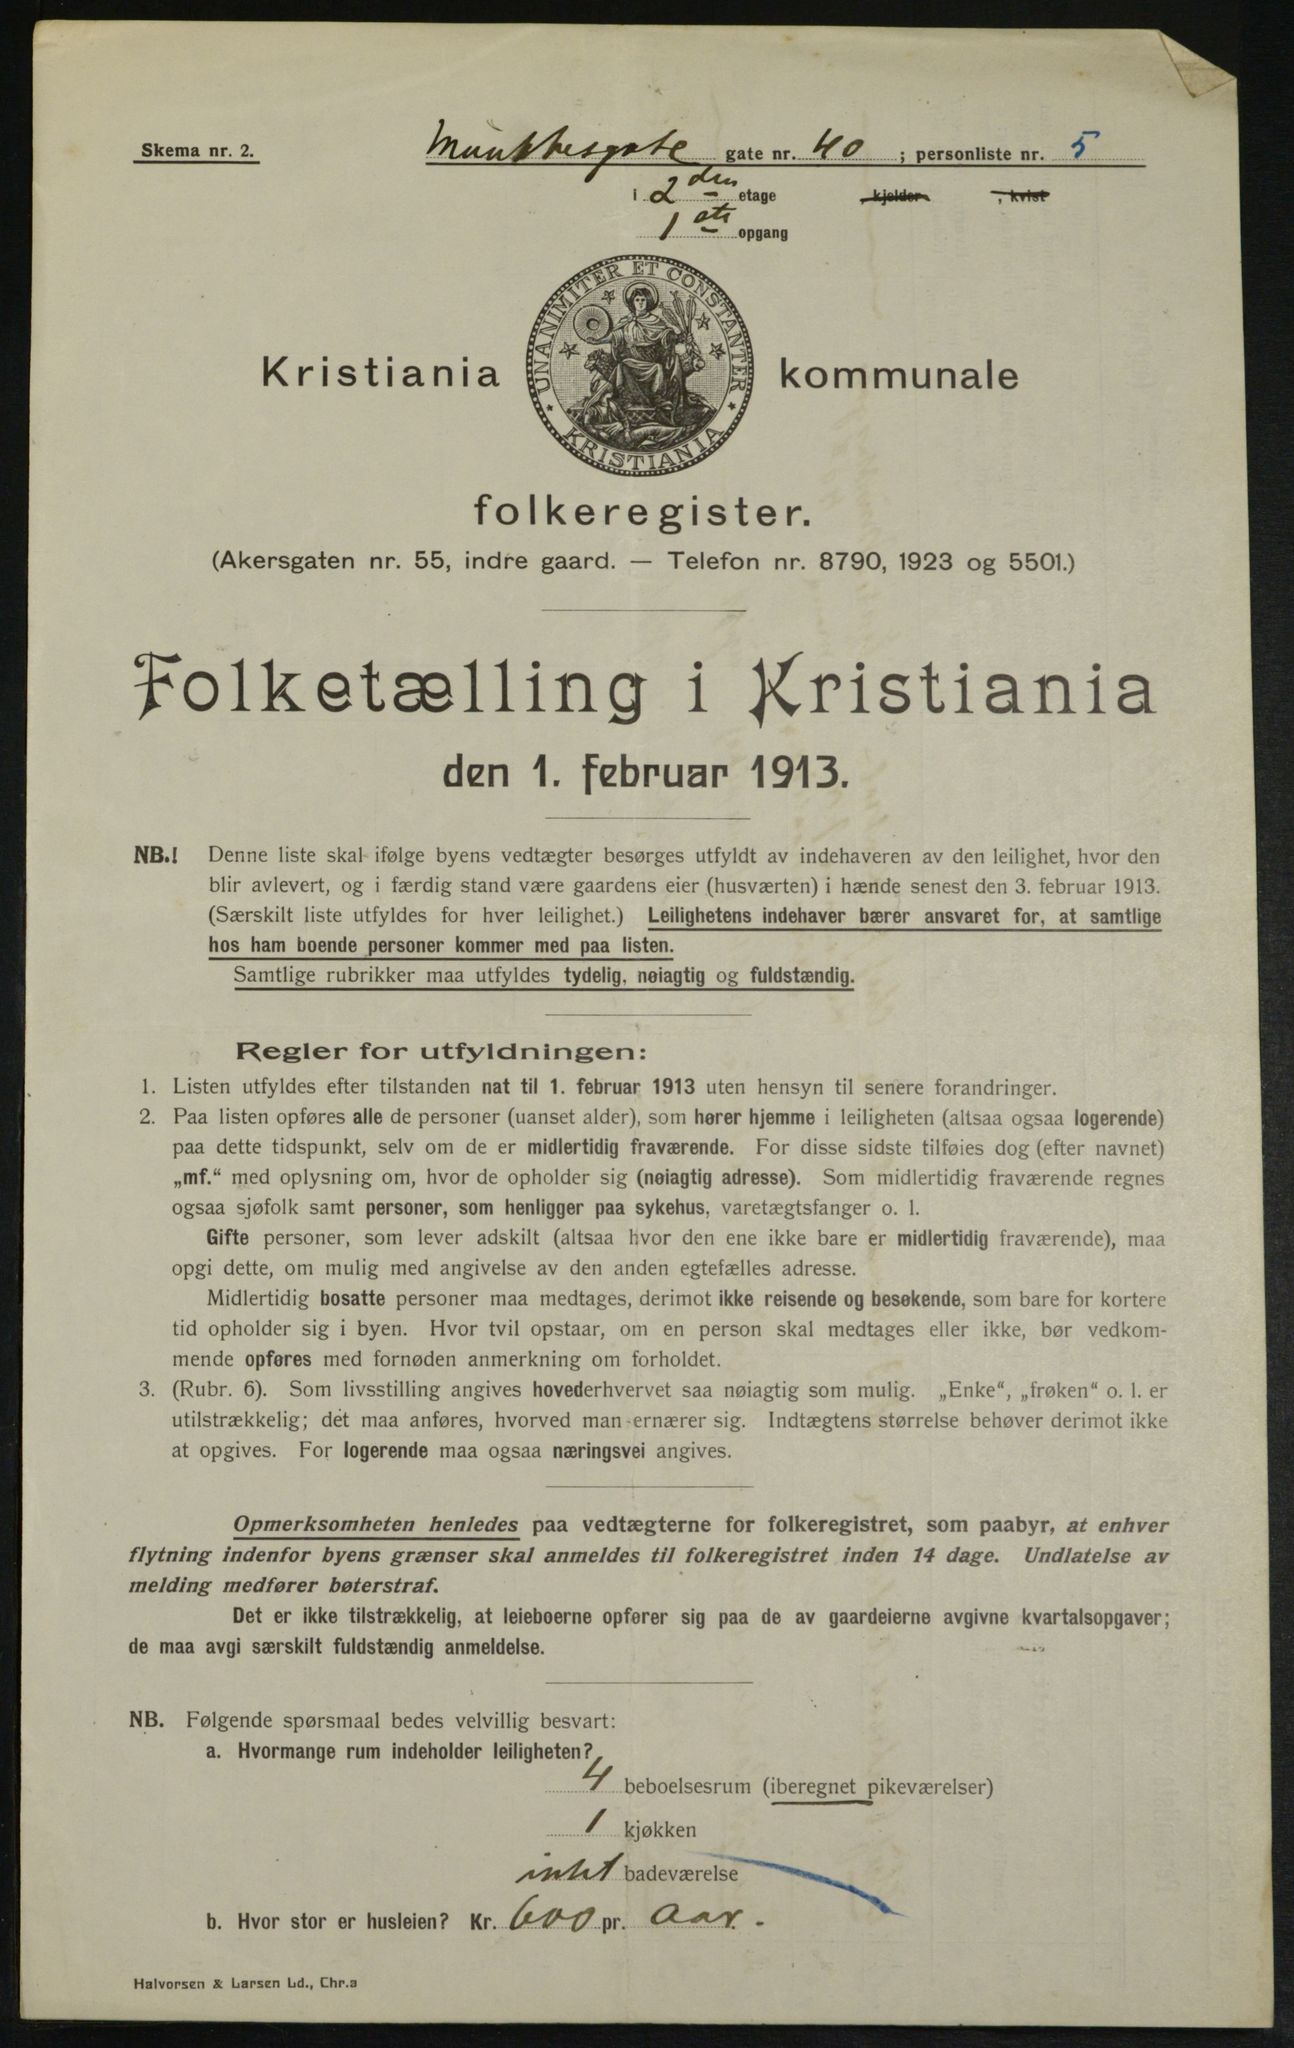 Skema nr. 2. Munkkesgate gate nr. 40 ; personliste nr. 5
i 2den etage , kjelder , kvist
1ste opgang
UNANIMITER ET CONSTANTER
KRISTIANIA
Kristiania kommunale
folkeregister.
(Akersgaten nr. 55, indre gaard. — Telefon nr. 8790, 1923 og 5501.)
Folketælling i Kristiania
den 1. februar 1913.
NB.! Denne liste skal ifølge byens vedtægter besørges utfyldt av indehaveren av den leilighet, hvor den
blir avlevert, og i færdig stand være gaardens eier (husværten) i hænde senest den 3. februar 1913.
(Særskilt liste utfyldes for hver leilighet.) Leilighetens indehaver bærer ansvaret for, at samtlige
hos ham boende personer kommer med paa listen.
Samtlige rubrikker maa utfyldes tydelig, nøiagtig og fuldstændig.
Regler for utfyldningen:
1. Listen utfyldes efter tilstanden nat til 1. februar 1913 uten hensyn til senere forandringer.
2. Paa listen opføres alle de personer (uanset alder), som hører hjemme i leiligheten (altsaa ogsaa logerende)
paa dette tidspunkt, selv om de er midlertidig fraværende. For disse sidste tilføies dog (efter navnet)
„mf.“ med oplysning om, hvor de opholder sig (nøiagtig adresse). Som midlertidig fraværende regnes
ogsaa sjøfolk samt personer, som henligger paa sykehus, varetægtsfanger o. l.
Gifte personer, som lever adskilt (altsaa hvor den ene ikke bare er midlertidig fraværende), maa
opgi dette, om mulig med angivelse av den anden egtefælles adresse.
Midlertidig bosatte personer maa medtages, derimot ikke reisende og besøkende, som bare for kortere
tid opholder sig i byen. Hvor tvil opstaar, om en person skal medtages eller ikke, bør vedkom-
mende opføres med fornøden anmerkning om forholdet.
3. (Rubr. 6). Som livsstilling angives hovederhvervet saa nøiagtig som mulig. „Enke“, „frøken“ o. l. er
utilstrækkelig; det maa anføres, hvorved man ernærer sig. Indtægtens størrelse behøver derimot ikke
at opgives. For logerende maa ogsaa næringsvei angives.
Opmerksomheten henledes paa vedtægterne for folkeregistret, som paabyr, at enhver
flytning indenfor byens grænser skal anmeldes til folkeregistret inden 14 dage. Undlatelse av
melding medfører bøterstraf.
Det er ikke tilstrækkelig, at leieboerne opfører sig paa de av gaardeierne avgivne kvartalsopgaver;
de maa avgi særskilt fuldstændig anmeldelse.
NB. Følgende spørsmaal bedes velvillig besvart:
a. Hvormange rum indeholder leiligheten?
4 beboelsesrum (iberegnet pikeværelser)
1 kjøkken
intet badeværelse
b. Hvor stor er husleien? Kr. 600 pr. Aar.
Halvorsen & Larsen Ld., Chr.a